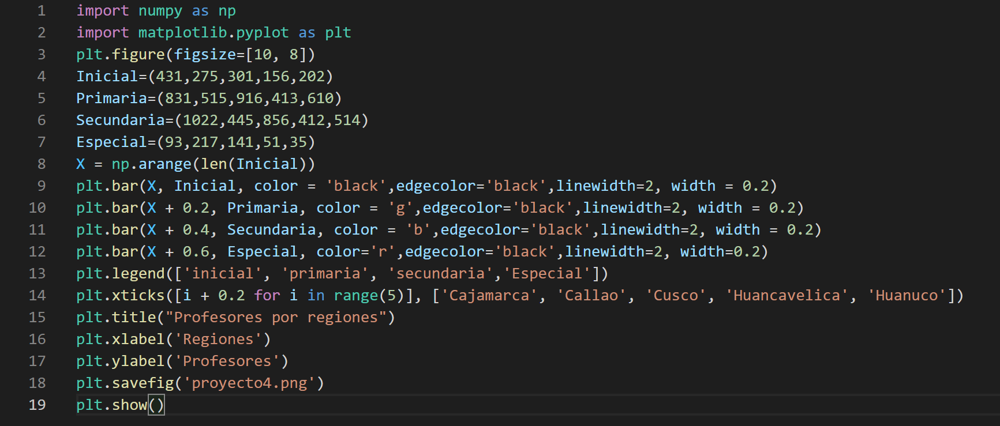 1 import numpy as np
2 import matplotlib.pyplot as plt
3 plt.figure(figsize=[10, 8])
4 Inicial=(431,275,301,156,202)
5 Primaria=(831,515,916,413,610)
6 Secundaria=(1022,445,856,412,514)
7 Especial=(93,217,141,51,35)
8 X = np.arange(len(Inicial))
9 plt.bar(X, Inicial, color = 'black',edgecolor='black',linewidth=2, width = 0.2)
10 plt.bar(X + 0.2, Primaria, color = 'g',edgecolor='black',linewidth=2, width = 0.2)
11 plt.bar(X + 0.4, Secundaria, color = 'b',edgecolor='black',linewidth=2, width = 0.2)
12 plt.bar(X + 0.6, Especial, color='r',edgecolor='black',linewidth=2, width=0.2)
13 plt.legend(['inicial', 'primaria', 'secundaria','Especial'])
14 plt.xticks([i + 0.2 for i in range(5)], ['Cajamarca', 'Callao', 'Cusco', 'Huancavelica', 'Huanuco'])
15 plt.title("Profesores por regiones")
16 plt.xlabel('Regiones')
17 plt.ylabel('Profesores')
18 plt.savefig('proyecto4.png')
19 plt.show()